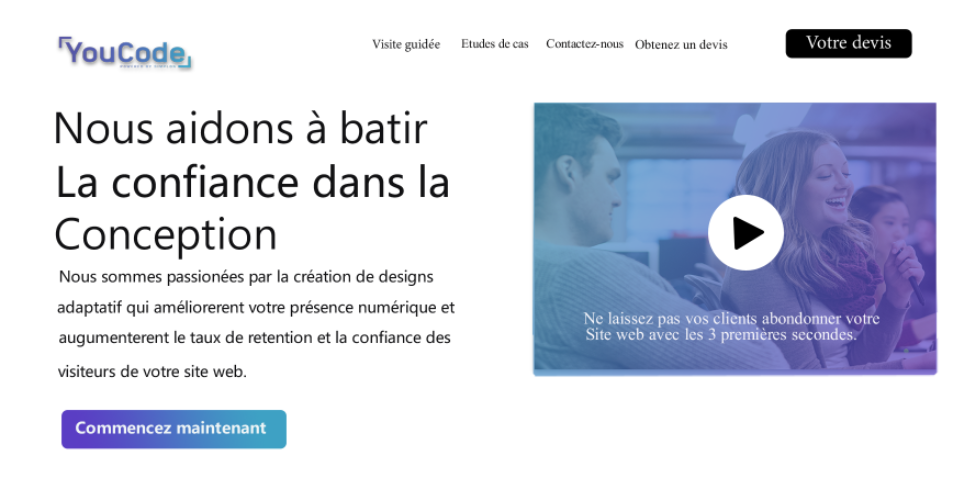 YouCode
Visite guidée
Etudes de cas
Contactez-nous
Obtenez un devis
Votre devis
Nous aidons à batir
La confiance dans la
Conception
Nous sommes passionées par la création de designs
adaptatif qui améliorerent votre présence numérique et
augumenterent le taux de retention et la confiance des
visiteurs de votre site web.
Commencez maintenant
Ne laissez pas vos clients abondonner votre
Site web avec les 3 premières secondes.